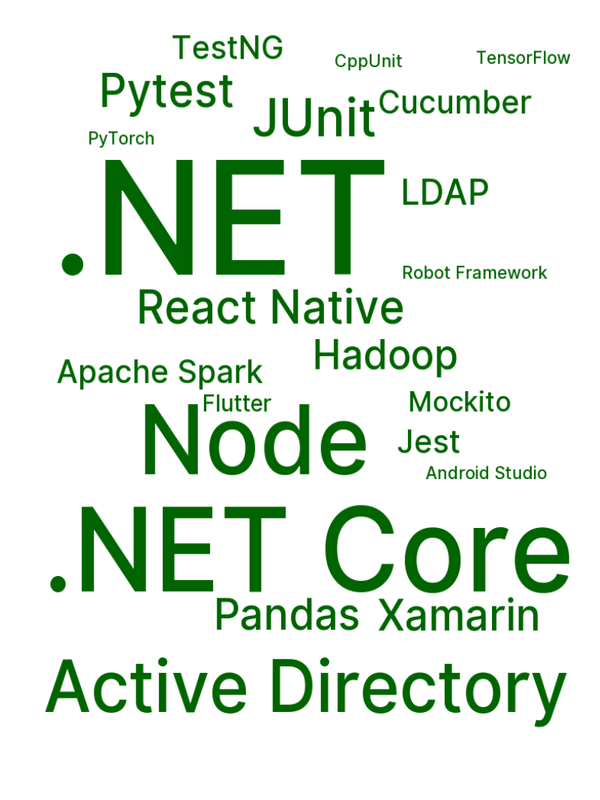 TestNG
CppUnit
TensorFlow
Pytest
JUnit
Cucumber
PyTorch
.NET
LDAP
Robot Framework
React Native
Hadoop
Apache Spark
Flutter
Mockito
Node
Jest
Android Studio
.NET Core
Pandas
Xamarin
Active Directory